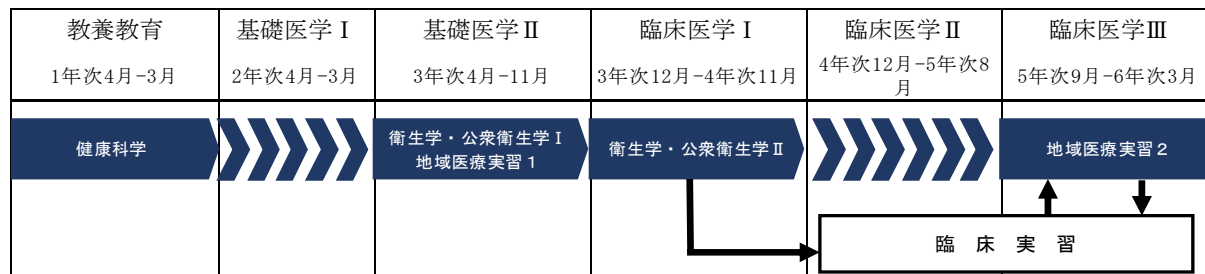 教養教育
基礎医学Ⅰ
基礎医学Ⅱ
臨床医学Ⅰ
臨床医学Ⅱ
臨床医学Ⅲ
1年次4月-3月
2年次4月-3月
3年次4月-11月
3年次12月-4年次11月
4年次12月-5年次8
月
5年次9月-6年次3月
健康科学
衛生学・公衆衛生学Ⅰ
地域医療実習1
衛生学・公衆衛生学Ⅱ
地域医療実習2
臨床実習